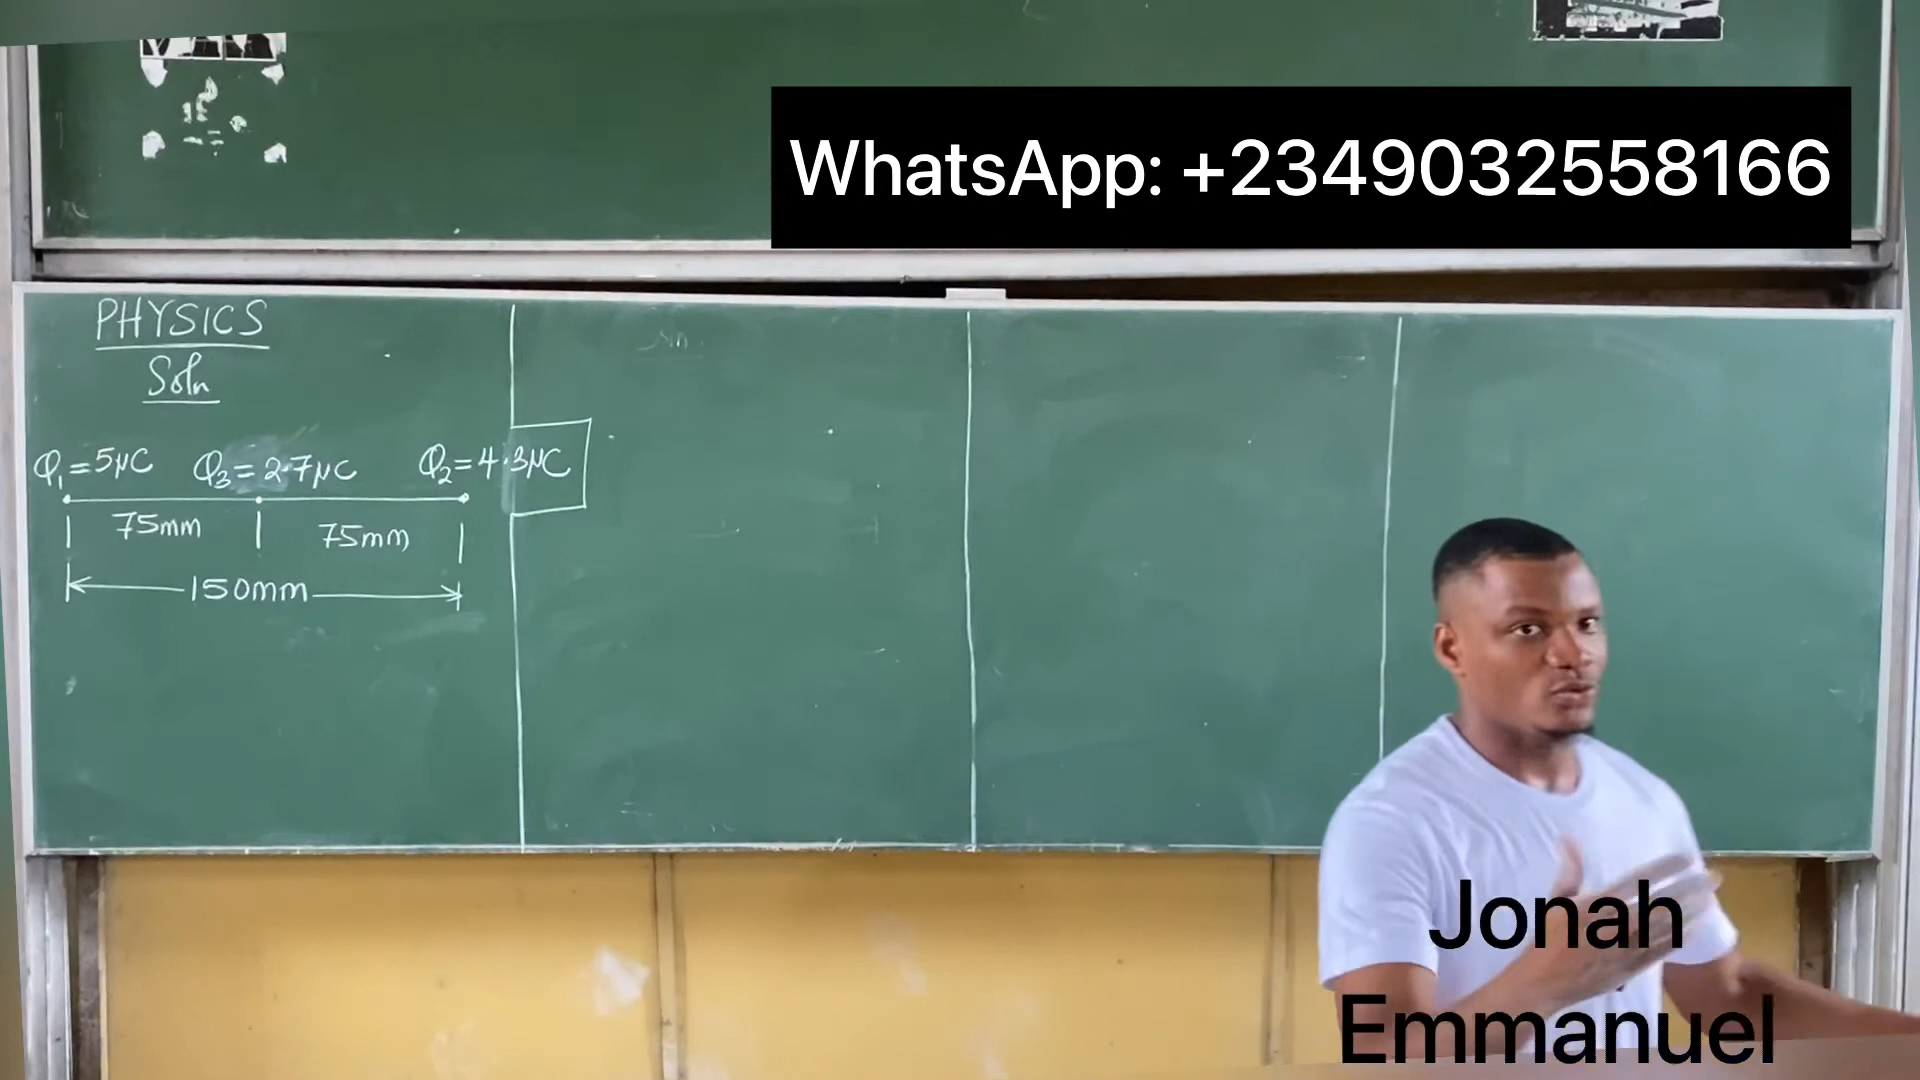 WhatsApp: +2349032558166
PHYSICS
Soln
Q₁=5μC Q₃=2.7μC Q₂=4.3μC
75mm 75mm
150mm
Jonah
Emmanuel